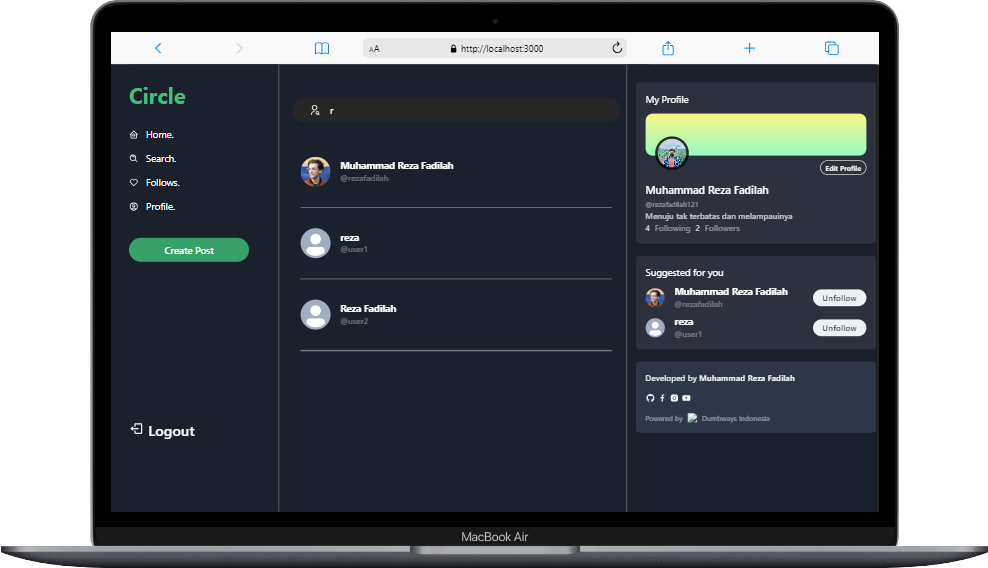 AA http://localhost:3000
Circle
Home.
Search.
Follows.
Profile.
Create Post
Logout
r
Muhammad Reza Fadilah
@rezafadilah
reza
@user1
Reza Fadilah
@user2
My Profile
Edit Profile
Muhammad Reza Fadilah
@rezafadilah121
Menuju tak terbatas dan melampauinya
4 Following 2 Followers
Suggested for you
Muhammad Reza Fadilah
@rezafadilah
Unfollow
reza
@user1
Unfollow
Developed by Muhammad Reza Fadilah
Powered by Dumbways Indonesia
MacBook Air